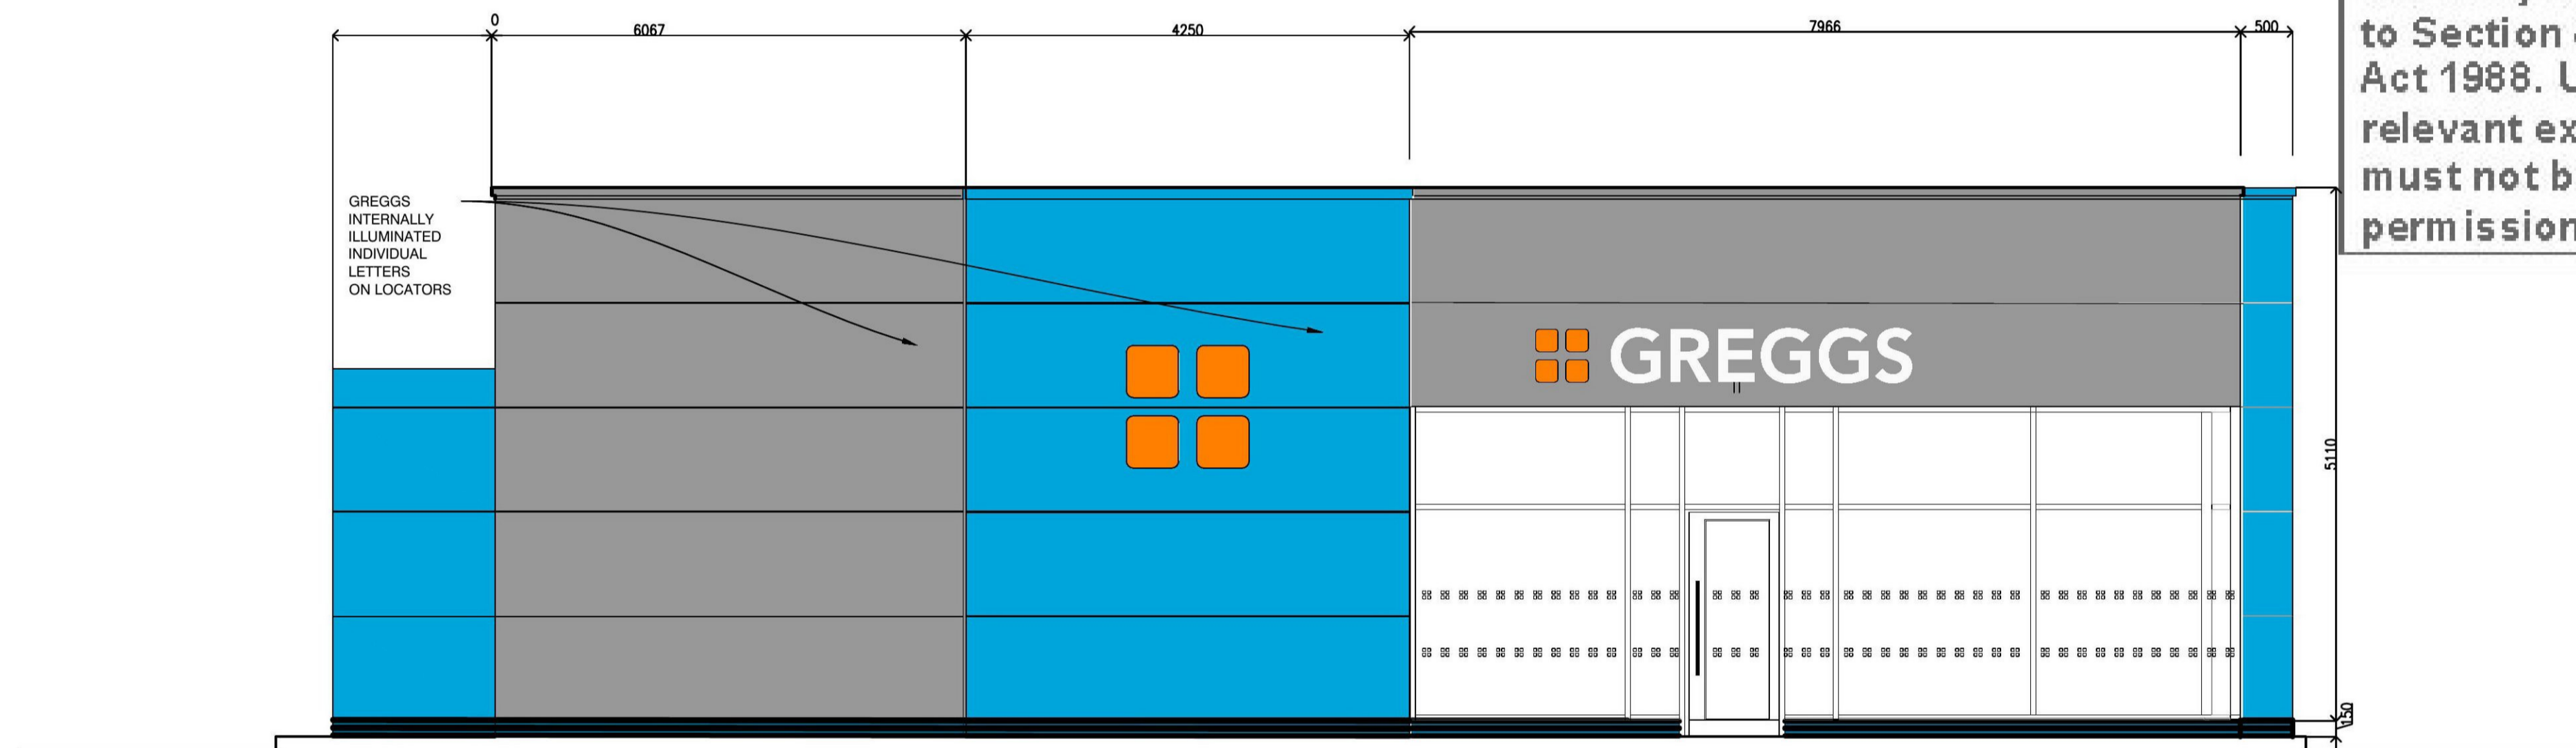 0
6067
4250
7966
500
to Section
Act 1988.
relevant
must not
permission
GREGGS
INTERNALLY
ILLUMINATED
INDIVIDUAL
LETTERS
ON LOCATORS
GREGGS
5110
150